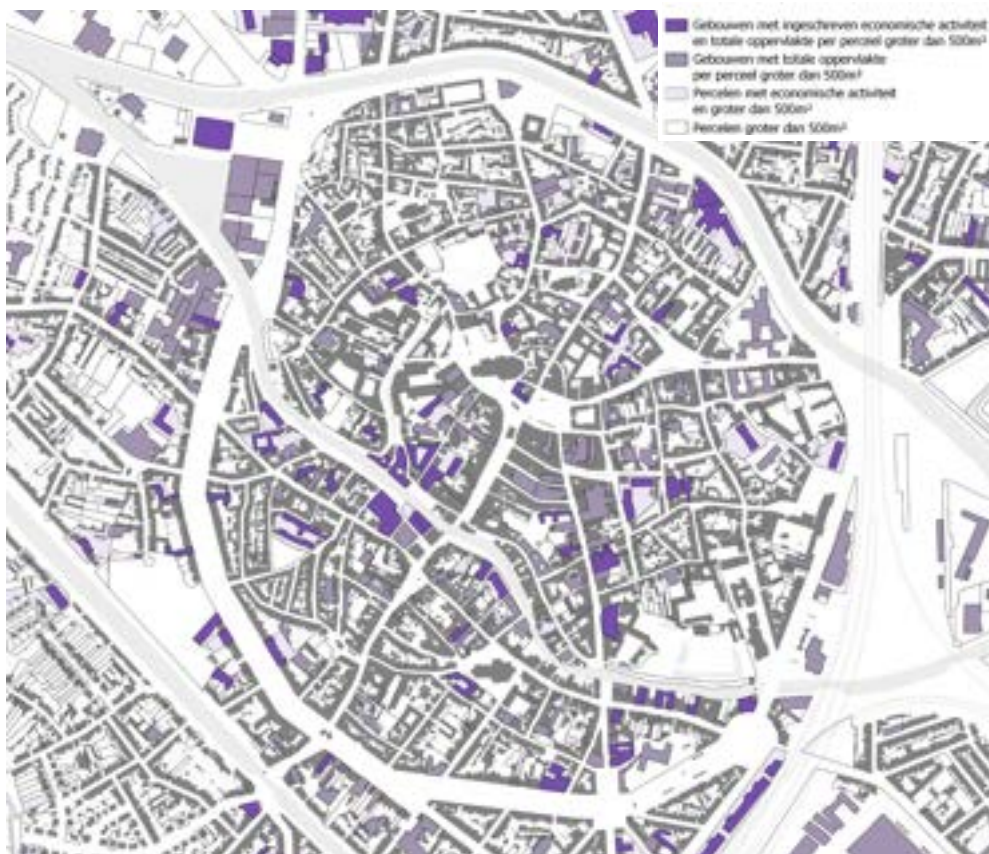 Gebouwen met ingeschreven economische activiteit
en totale oppervlakte per perceel groter dan 500m²
Gebouwen met totale oppervlakte
per perceel groter dan 500m²
Percelen met economische activiteit
en groter dan 500m²
Percelen groter dan 500m²